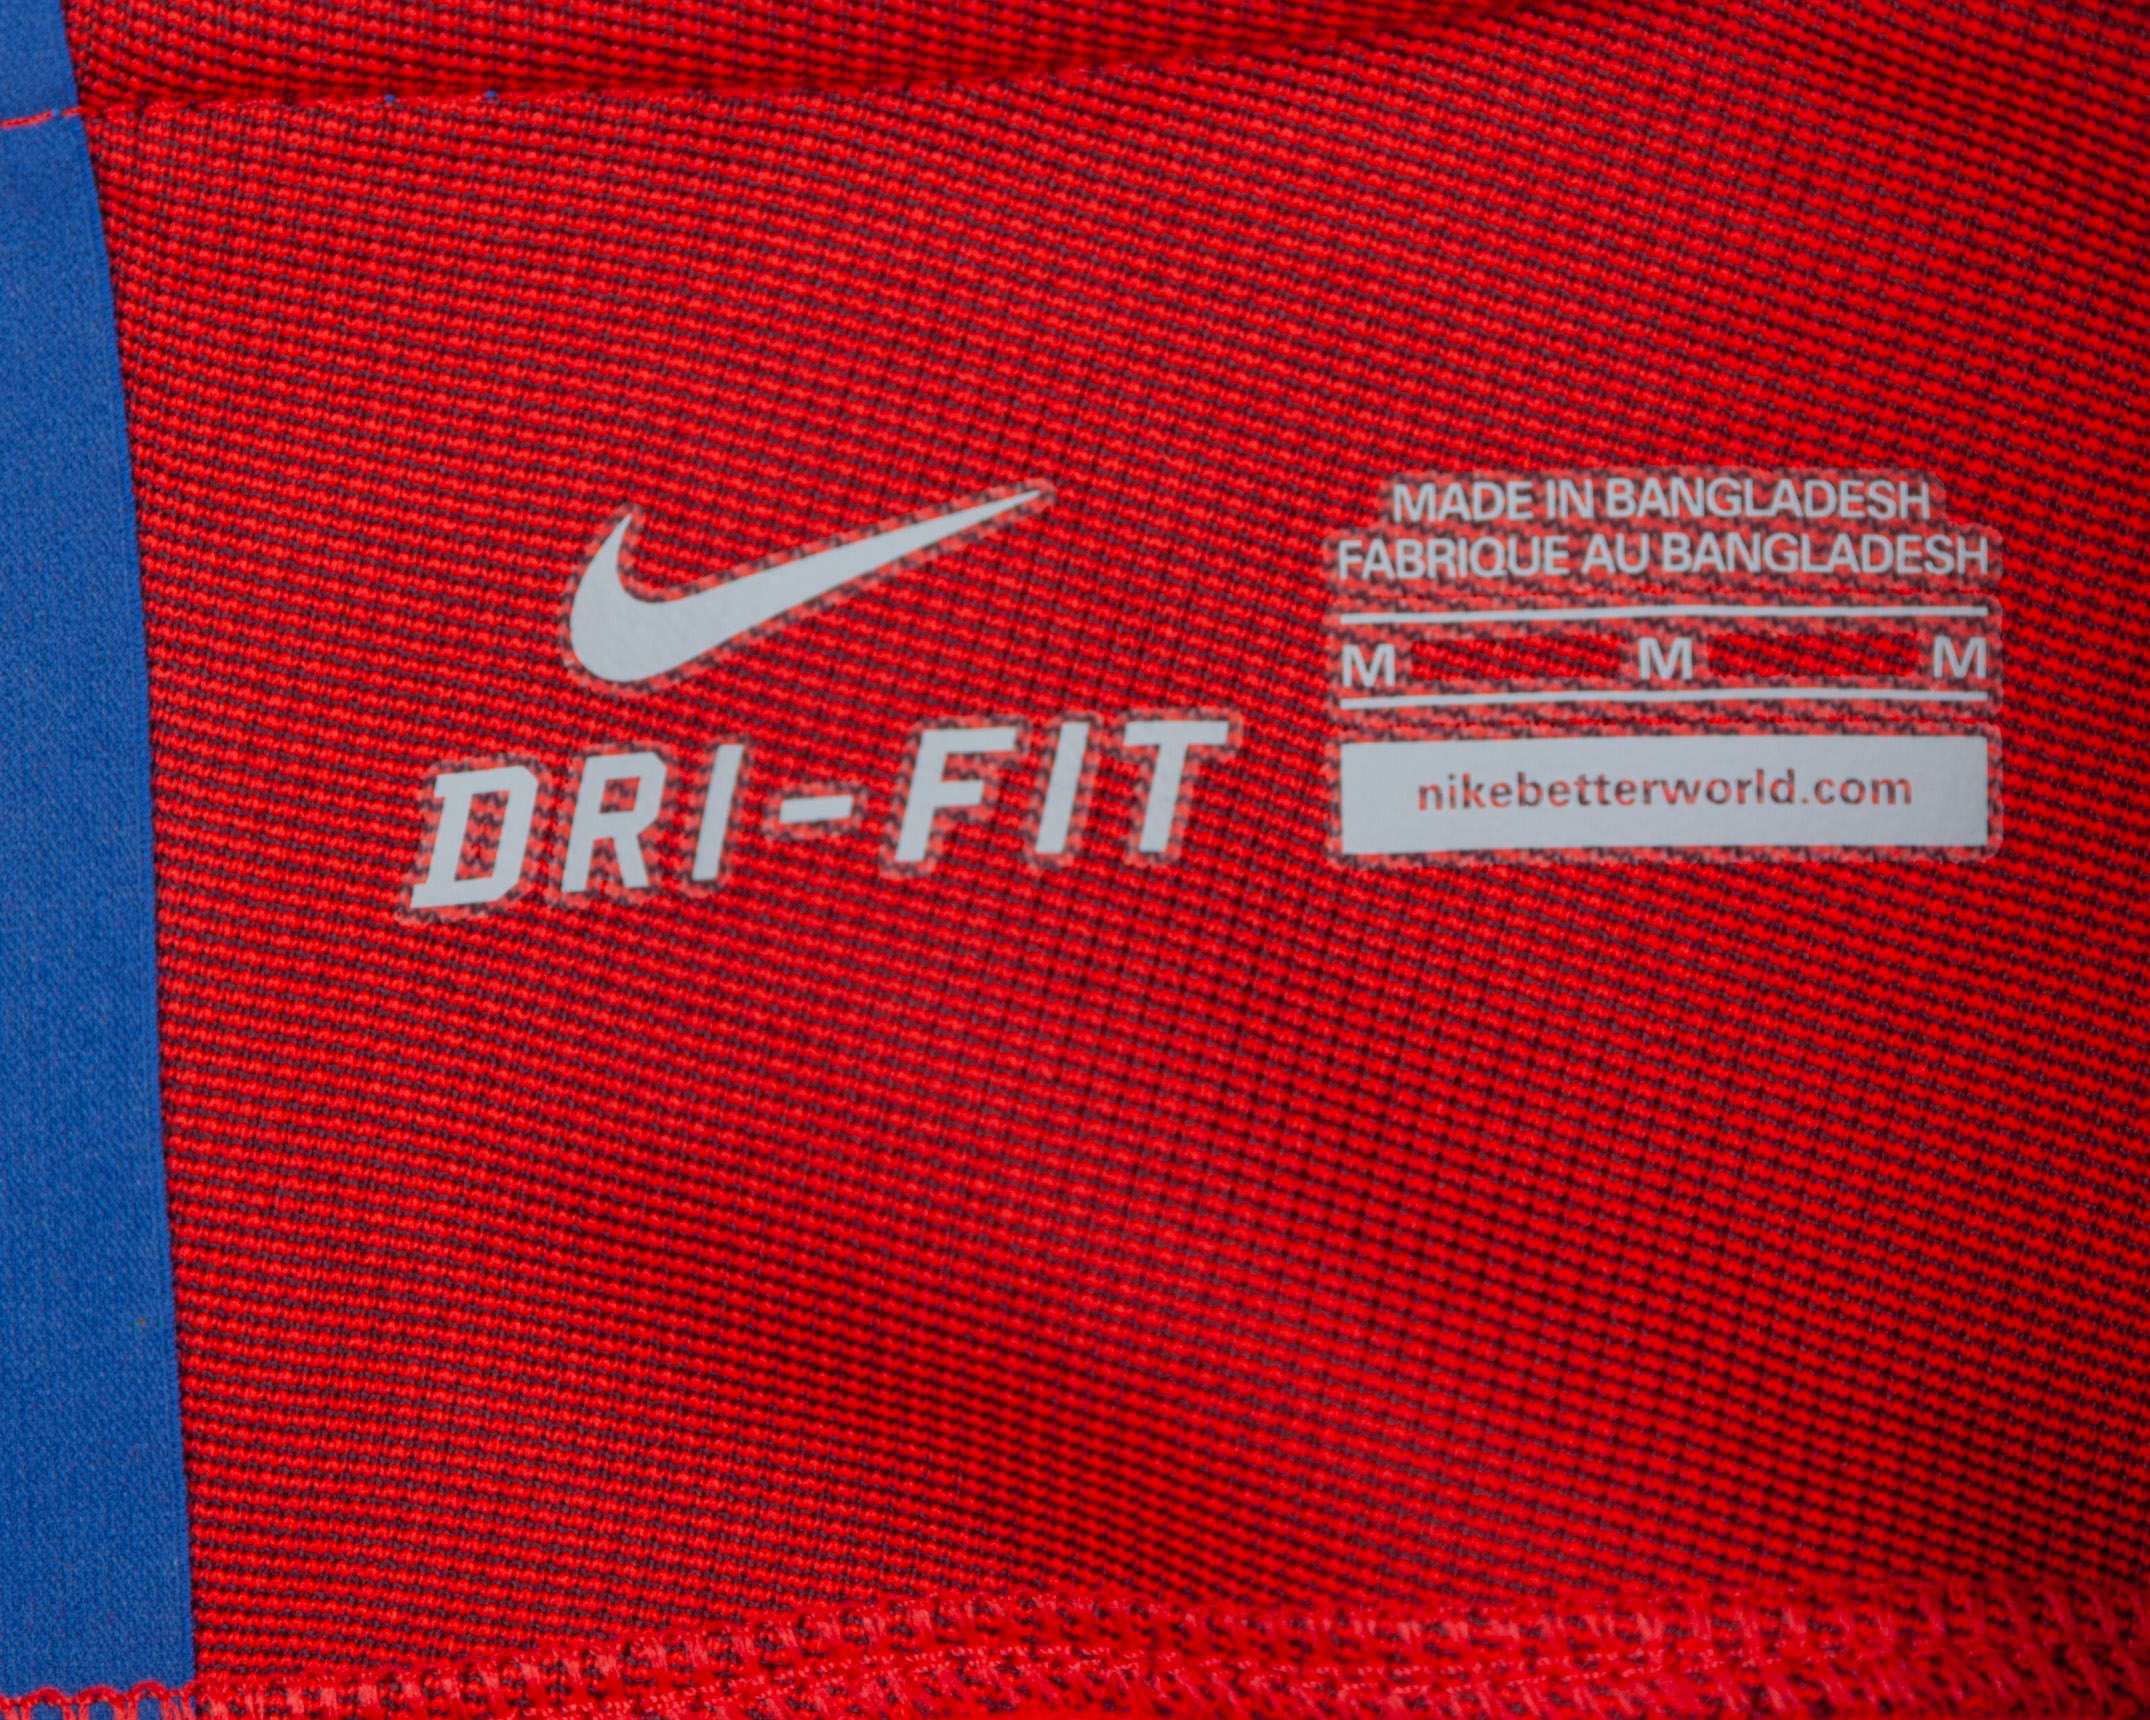 DRI-FIT
MADE IN BANGLADESH
FABRIQUE AU BANGLADESH
M M M
nikebetterworld.com